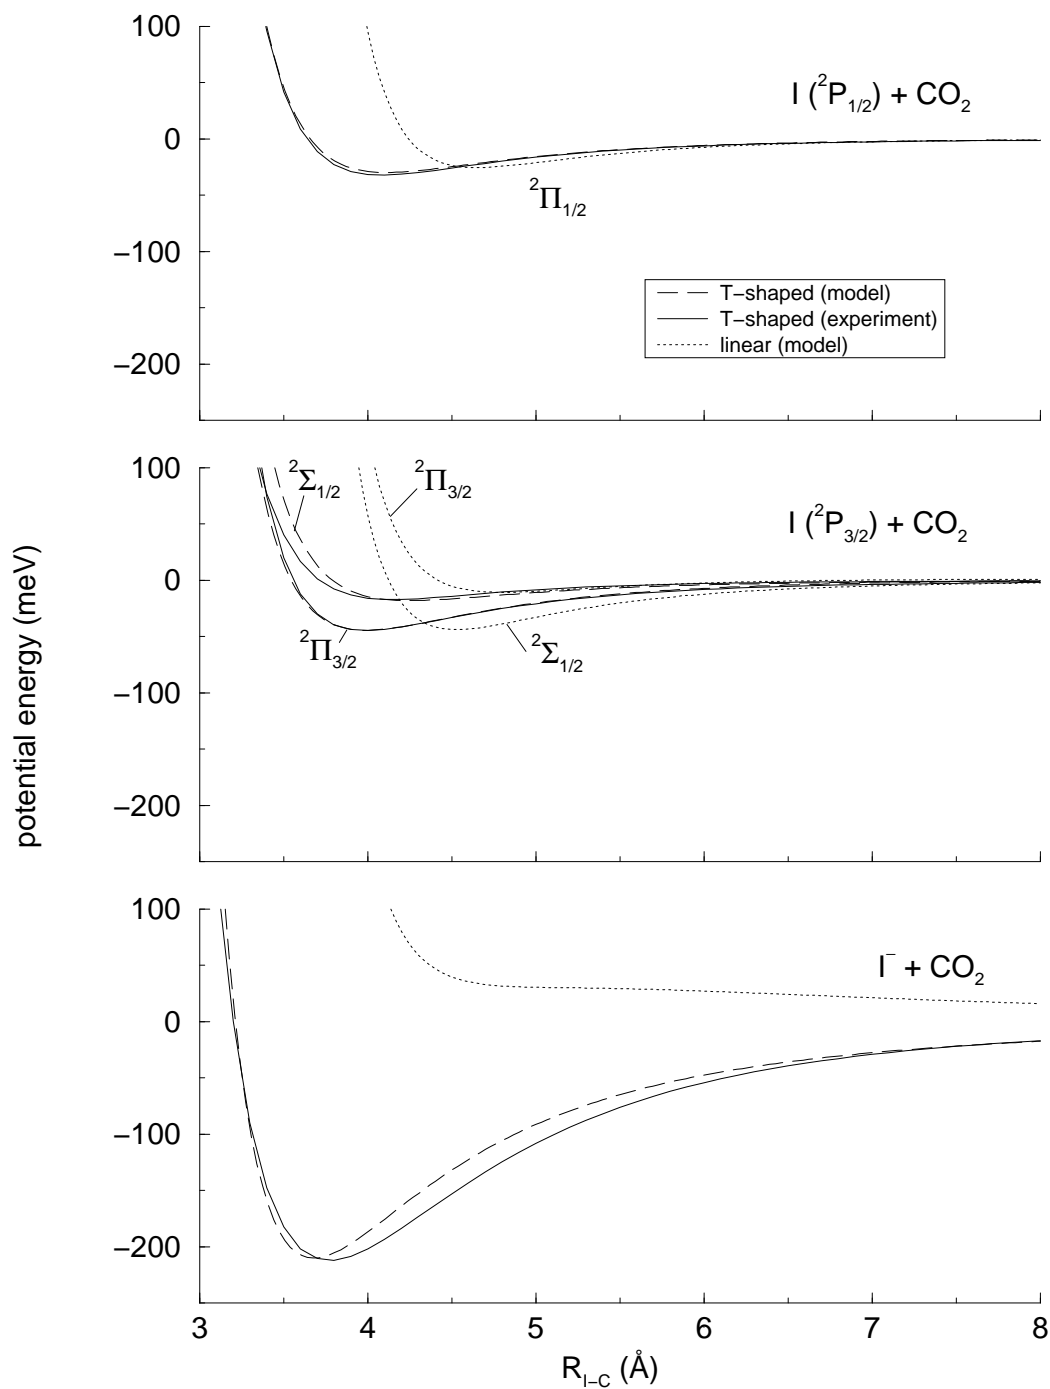 potential energy (meV)
100
0
−100
−200
I (²P₁/₂) + CO₂
²Π₁/₂
T−shaped (model)
T−shaped (experiment)
linear (model)
100
0
−100
−200
²Σ₁/₂
²Π₃/₂
I (²P₃/₂) + CO₂
²Π₃/₂
²Σ₁/₂
100
0
−100
−200
I⁻ + CO₂
3 4 5 6 7 8
R_I−C (Å)